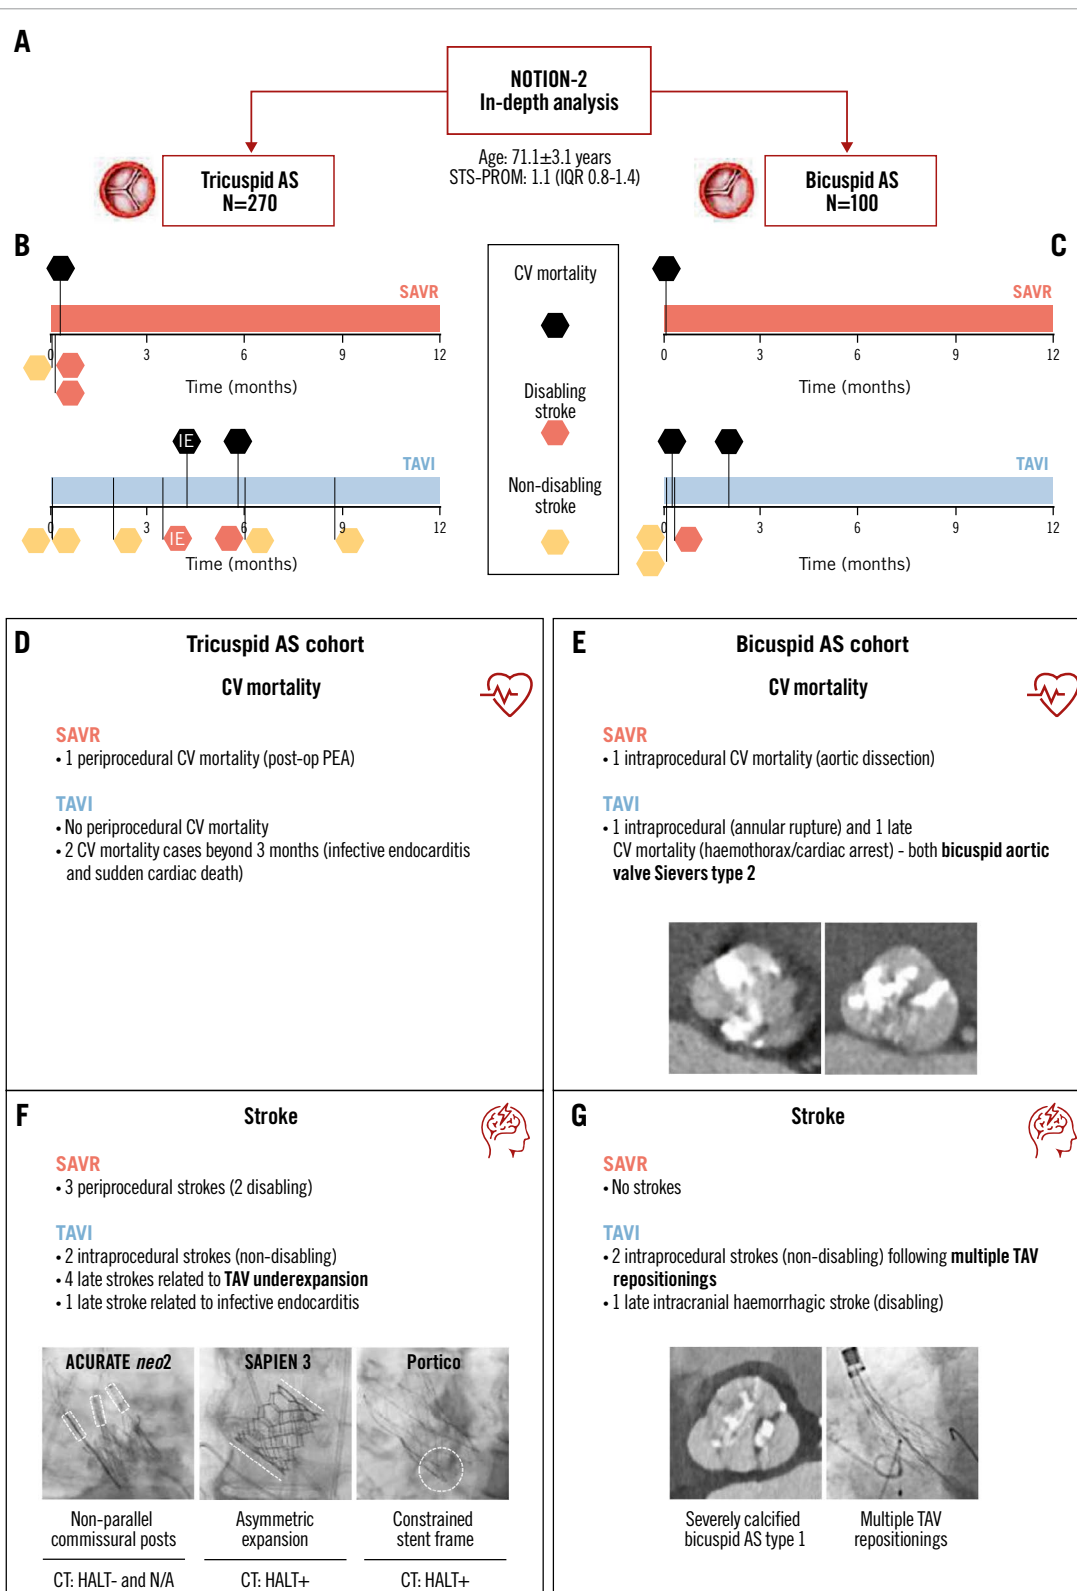 A
NOTION-2
In-depth analysis
Age: 71.1±3.1 years
STS-PROM: 1.1 (IQR 0.8-1.4)
Tricuspid AS
N=270
Bicuspid AS
N=100
B
SAVR
0 3 6 9 12
Time (months)
IE
TAVI
0 3 6 9 12
IE
Time (months)
CV mortality
Disabling
stroke
Non-disabling
stroke
C
SAVR
0 3 6 9 12
Time (months)
TAVI
0 3 6 9 12
Time (months)
D
Tricuspid AS cohort
CV mortality
SAVR
• 1 periprocedural CV mortality (post-op PEA)
TAVI
• No periprocedural CV mortality
• 2 CV mortality cases beyond 3 months (infective endocarditis
and sudden cardiac death)
E
Bicuspid AS cohort
CV mortality
SAVR
• 1 intraprocedural CV mortality (aortic dissection)
TAVI
• 1 intraprocedural (annular rupture) and 1 late
CV mortality (haemothorax/cardiac arrest) - both bicuspid aortic
valve Sievers type 2
F
Stroke
SAVR
• 3 periprocedural strokes (2 disabling)
TAVI
• 2 intraprocedural strokes (non-disabling)
• 4 late strokes related to TAV underexpansion
• 1 late stroke related to infective endocarditis
ACURATE neo2
Non-parallel
commissural posts
CT: HALT- and N/A
SAPIEN 3
Asymmetric
expansion
CT: HALT+
Portico
Constrained
stent frame
CT: HALT+
G
Stroke
SAVR
• No strokes
TAVI
• 2 intraprocedural strokes (non-disabling) following multiple TAV
repositionings
• 1 late intracranial haemorrhagic stroke (disabling)
Severely calcified
bicuspid AS type 1
Multiple TAV
repositionings